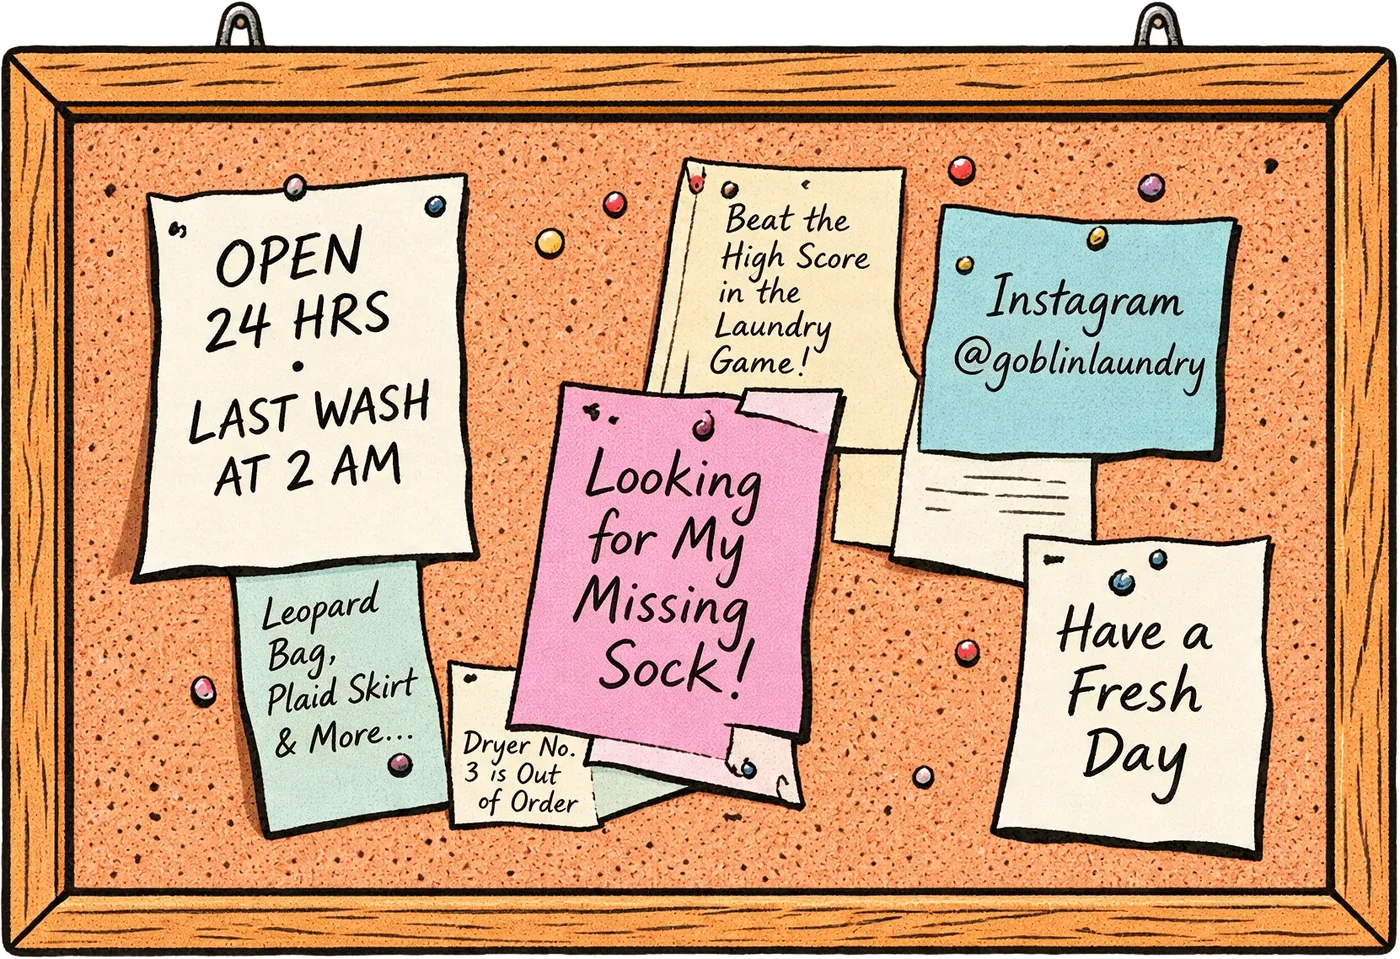 OPEN
24 HRS
•
LAST WASH
AT 2 AM
Beat the
High Score
in the
Laundry
Game!
Instagram
@goblinlaundry
Looking
for My
Missing
Sock!
Leopard
Bag,
Plaid Skirt
& More...
Dryer No.
3 is Out
of Order
Have a
Fresh
Day